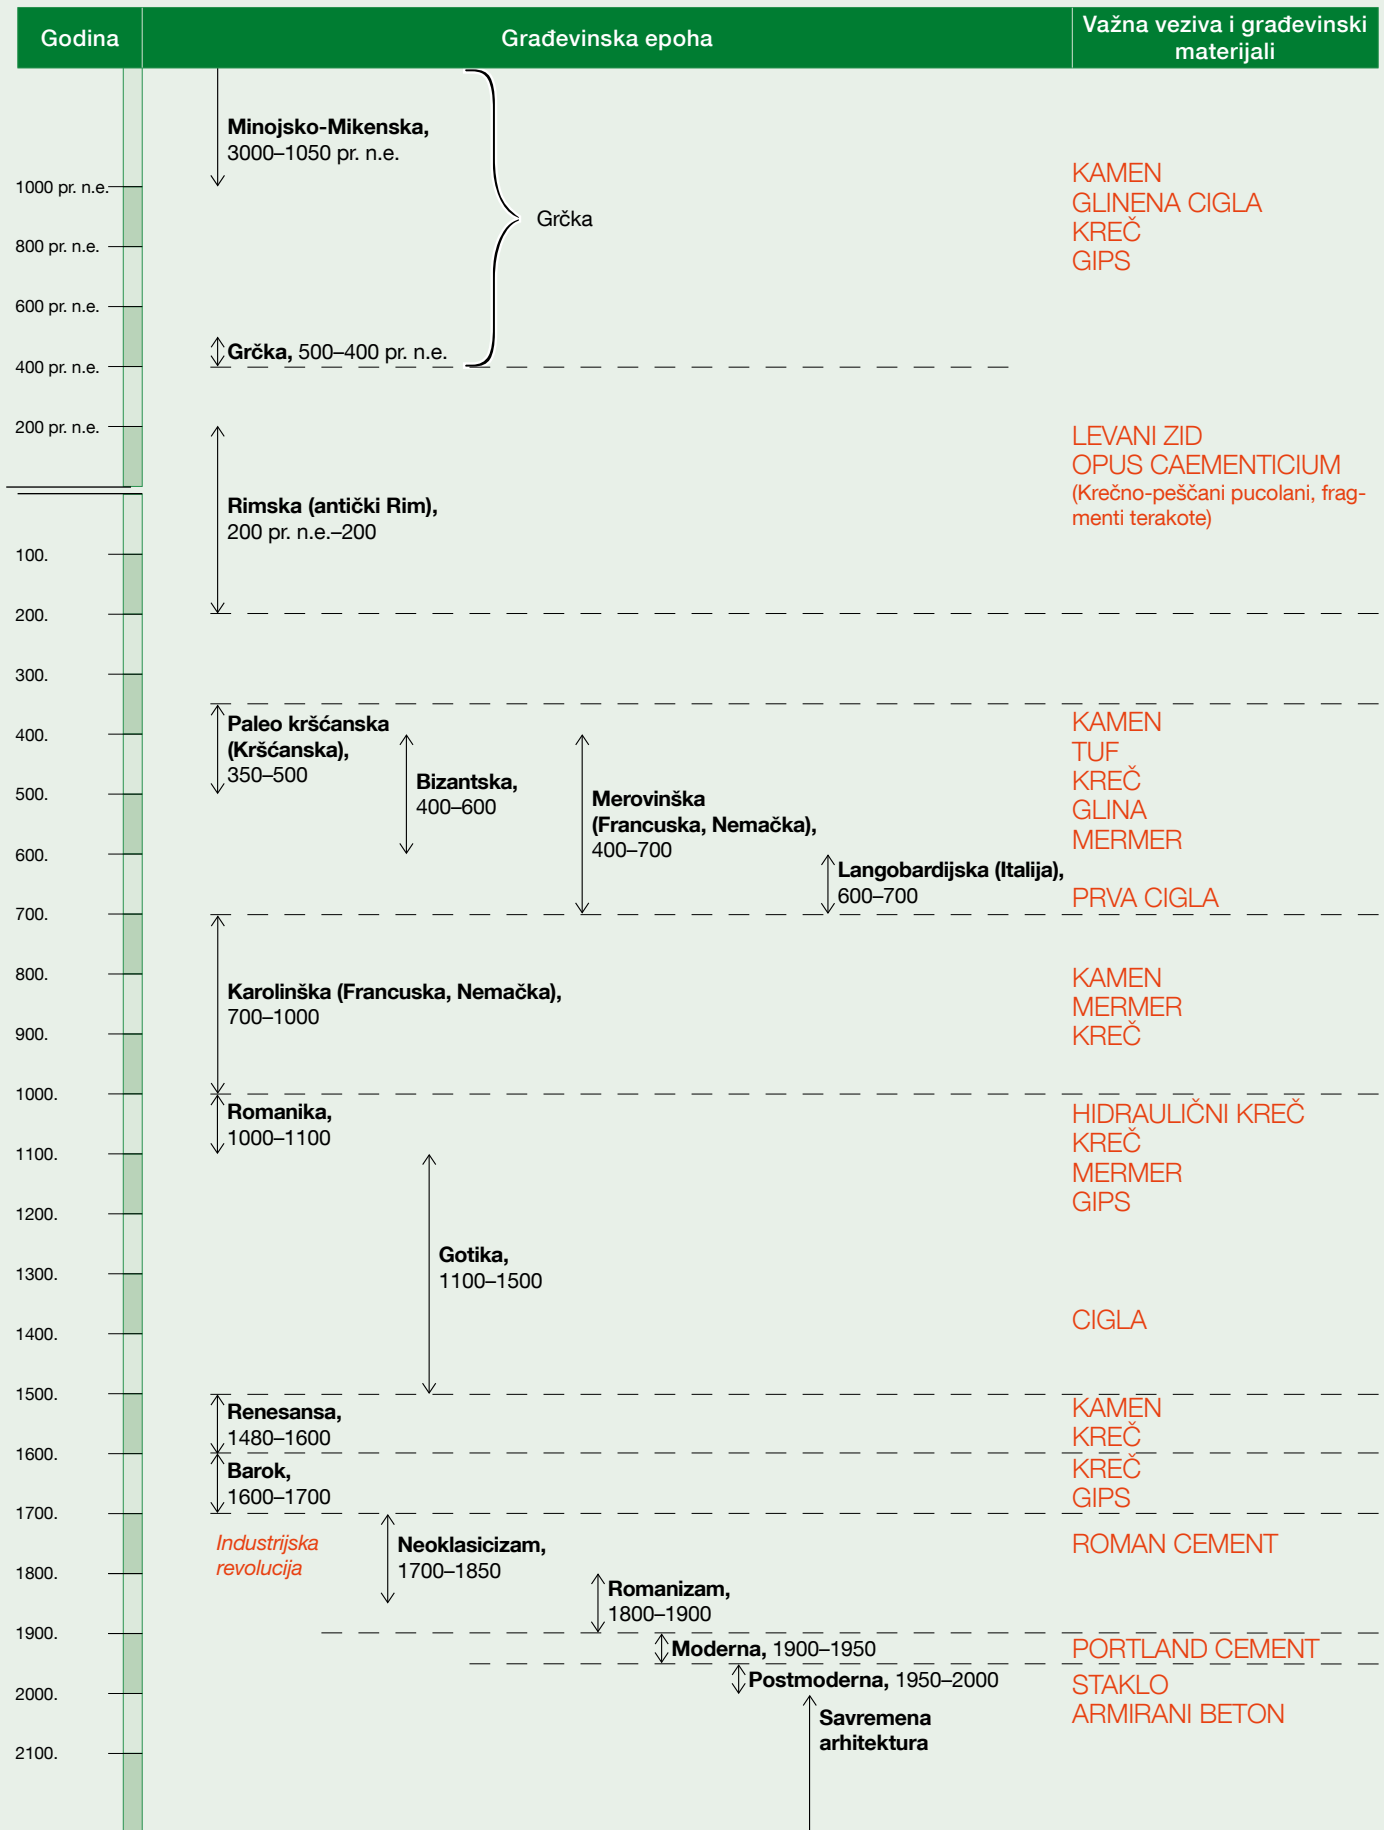 Godina
Građevinska epoha
Važna veziva i građevinski
materijali
Minojsko-Mikenska,
3000–1050 pr. n.e.
1000 pr. n.e.
KAMEN
GLINENA CIGLA
KREČ
GIPS
Grčka
800 pr. n.e.
600 pr. n.e.
Grčka, 500–400 pr. n.e.
400 pr. n.e.
200 pr. n.e.
LEVANI ZID
OPUS CAEMENTICIUM
(Krečno-peščani pucolani, frag-
menti terakote)
Rimska (antički Rim),
200 pr. n.e.–200
100.
200.
300.
Paleo kršćanska
(Kršćanska),
350–500
400.
Bizantska,
400–600
Merovinška
(Francuska, Nemačka),
400–700
KAMEN
TUF
KREČ
GLINA
MERMER
500.
600.
Langobardijska (Italija),
600–700
PRVA CIGLA
700.
800.
Karolinška (Francuska, Nemačka),
700–1000
KAMEN
MERMER
KREČ
900.
1000.
Romanika,
1000–1100
HIDRAULIČNI KREČ
KREČ
MERMER
GIPS
1100.
1200.
Gotika,
1100–1500
1300.
CIGLA
1400.
1500.
Renesansa,
1480–1600
KAMEN
KREČ
1600.
Barok,
1600–1700
KREČ
GIPS
1700.
Industrijska
revolucija
Neoklasicizam,
1700–1850
ROMAN CEMENT
1800.
Romanizam,
1800–1900
1900.
Moderna, 1900–1950
PORTLAND CEMENT
Postmoderna, 1950–2000
STAKLO
ARMIRANI BETON
2000.
Savremena
arhitektura
2100.